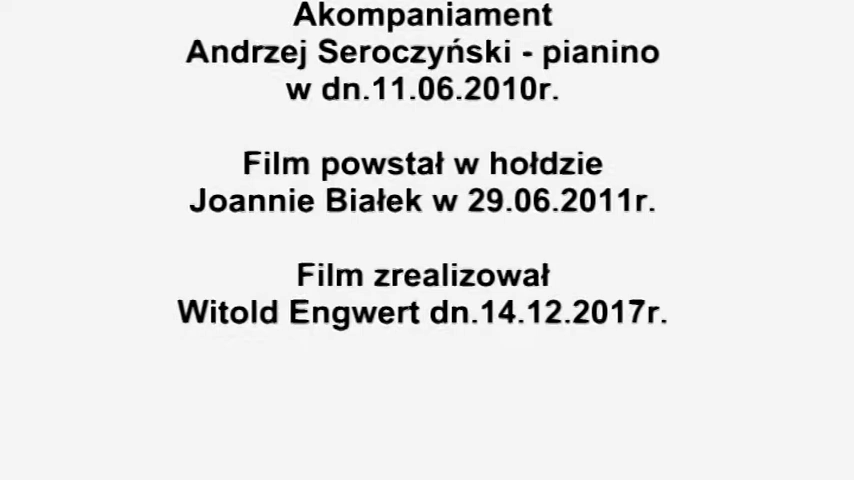 Akompaniament
Andrzej Seroczyński - pianino
w dn.11.06.2010r.
Film powstał w hołdzie
Joannie Białek w 29.06.2011r.
Film zrealizował
Witold Engwert dn.14.12.2017r.